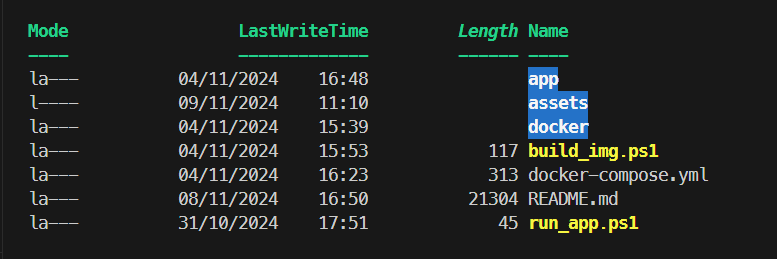 Mode                 LastWriteTime         Length Name
----                 -------------         ------ ----
la---          04/11/2024    16:48                app
l----          09/11/2024    11:10                assets
la---          04/11/2024    15:39                docker
la---          04/11/2024    15:53            117 build_img.ps1
la---          04/11/2024    16:23            313 docker-compose.yml
la---          08/11/2024    16:50          21304 README.md
la---          31/10/2024    17:51             45 run_app.ps1